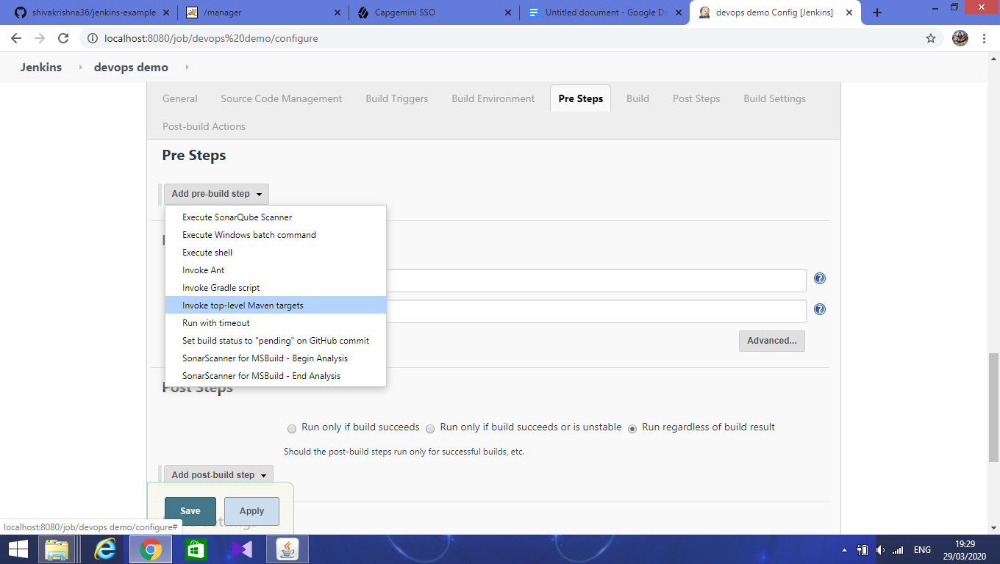 shivakrishna36/jenkins-example
/manager
Capgemini SSO
Untitled document - Google Do
devops demo Config [Jenkins]
localhost:8080/job/devops%20demo/configure
Jenkins devops demo
General Source Code Management Build Triggers Build Environment Pre Steps Build Post Steps Build Settings
Post-build Actions
Pre Steps
Add pre-build step
Execute SonarQube Scanner
Execute Windows batch command
Execute shell
Invoke Ant
Invoke Gradle script
Invoke top-level Maven targets
Run with timeout
Set build status to "pending" on GitHub commit
SonarScanner for MSBuild - Begin Analysis
SonarScanner for MSBuild - End Analysis
Advanced...
Post Steps
Run only if build succeeds Run only if build succeeds or is unstable Run regardless of build result
Should the post-build steps run only for successful builds, etc.
Add post-build step
Save Apply
localhost:8080/job/devops demo/configure#
ENG
19:29
29/03/2020